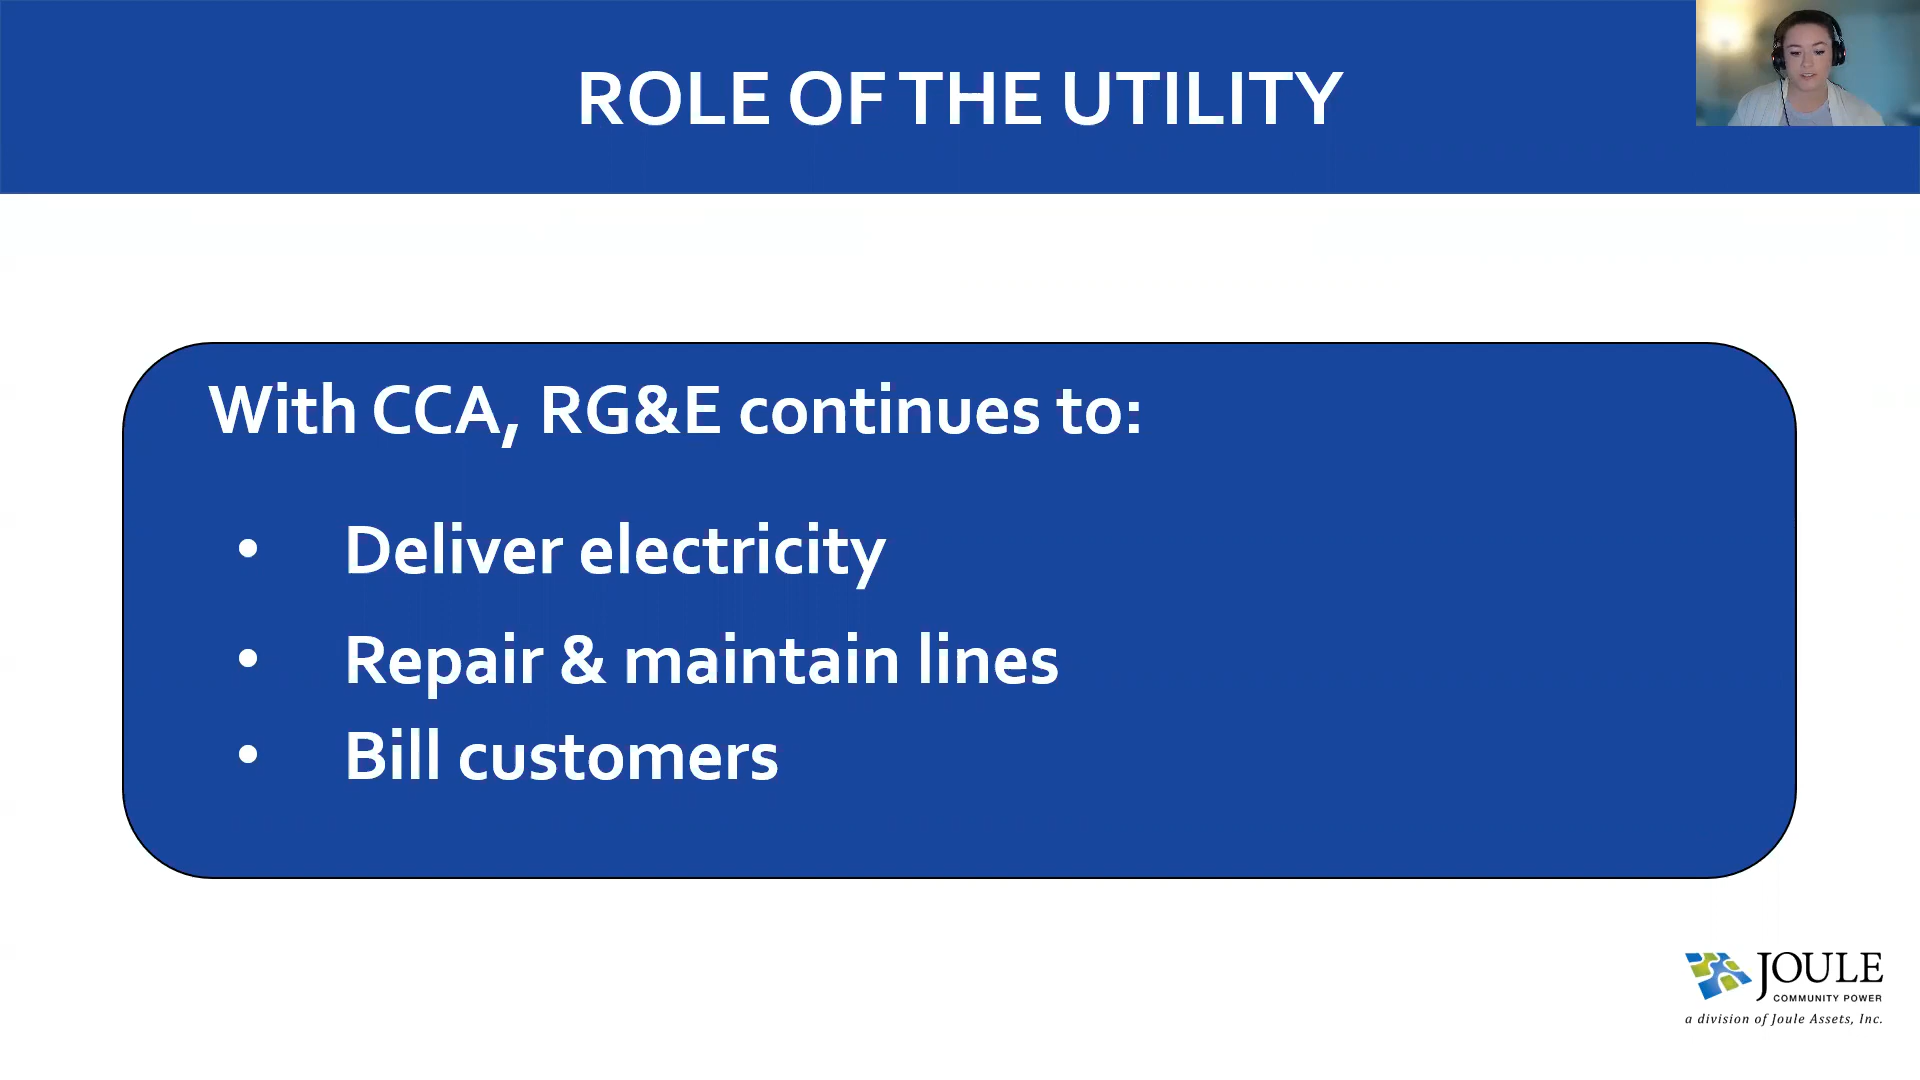 ROLE OF THE UTILITY
With CCA, RG&E continues to:
• Deliver electricity
• Repair & maintain lines
• Bill customers
JOULE
COMMUNITY POWER
a division of Joule Assets, Inc.